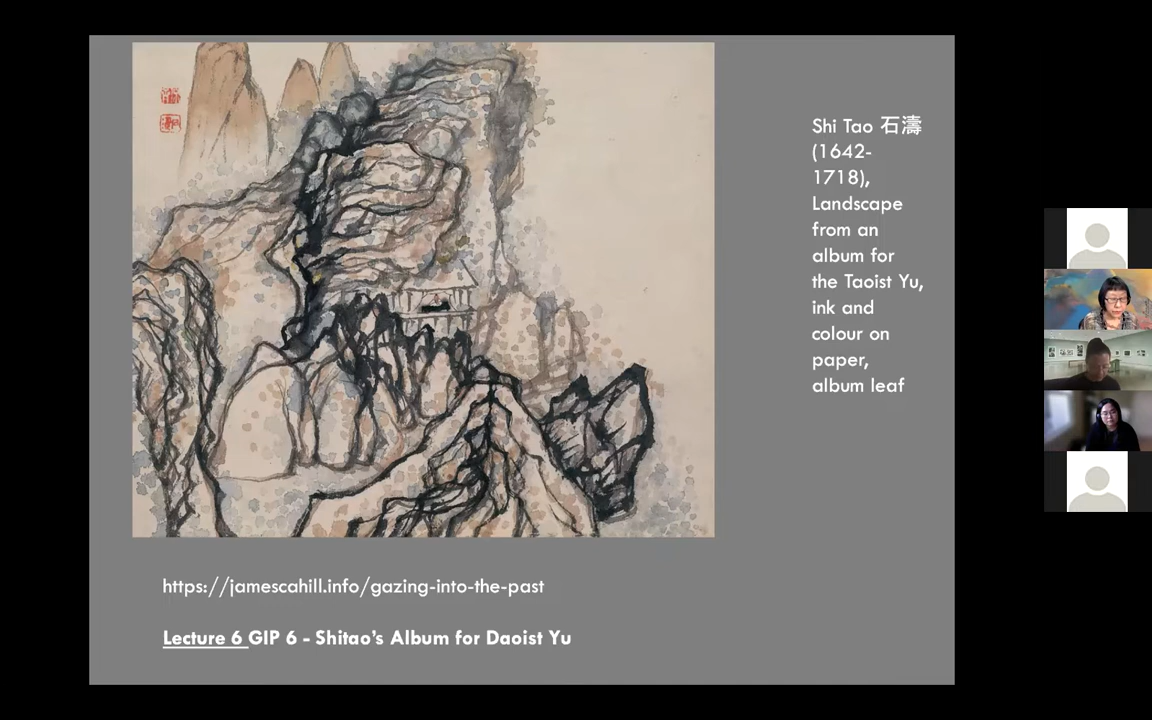 Shi Tao 石濤
(1642-
1718),
Landscape
from an
album for
the Taoist Yu,
ink and
colour on
paper,
album leaf
https://jamescahill.info/gazing-into-the-past
Lecture 6 GIP 6 - Shitao’s Album for Daoist Yu